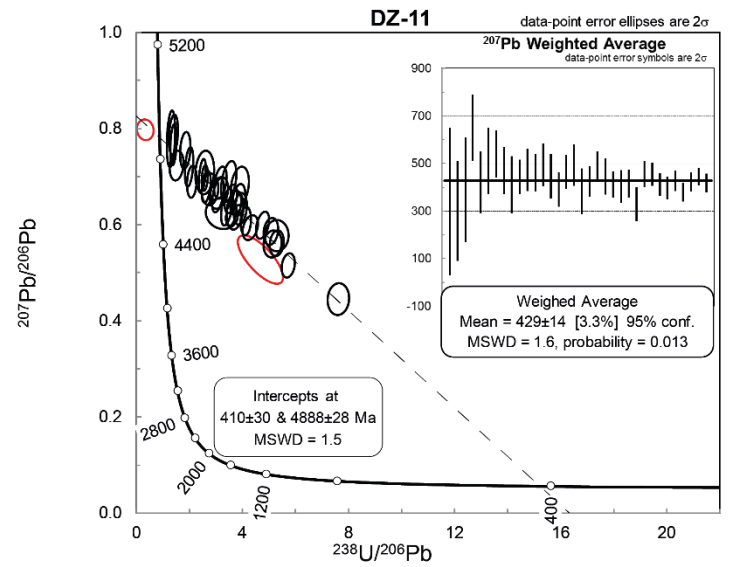 DZ-11
data-point error ellipses are 2σ
1.0
0.8
0.6
0.4
0.2
0.0
²⁰⁷Pb/²⁰⁶Pb
0
4
8
12
16
20
²³⁸U/²⁰⁶Pb
5200
4400
3600
2800
2000
1200
400
Intercepts at
410±30 & 4888±28 Ma
MSWD = 1.5
²⁰⁷Pb Weighted Average
data-point error symbols are 2σ
900
700
500
300
100
-100
Weighed Average
Mean = 429±14 [3.3%] 95% conf.
MSWD = 1.6, probability = 0.013